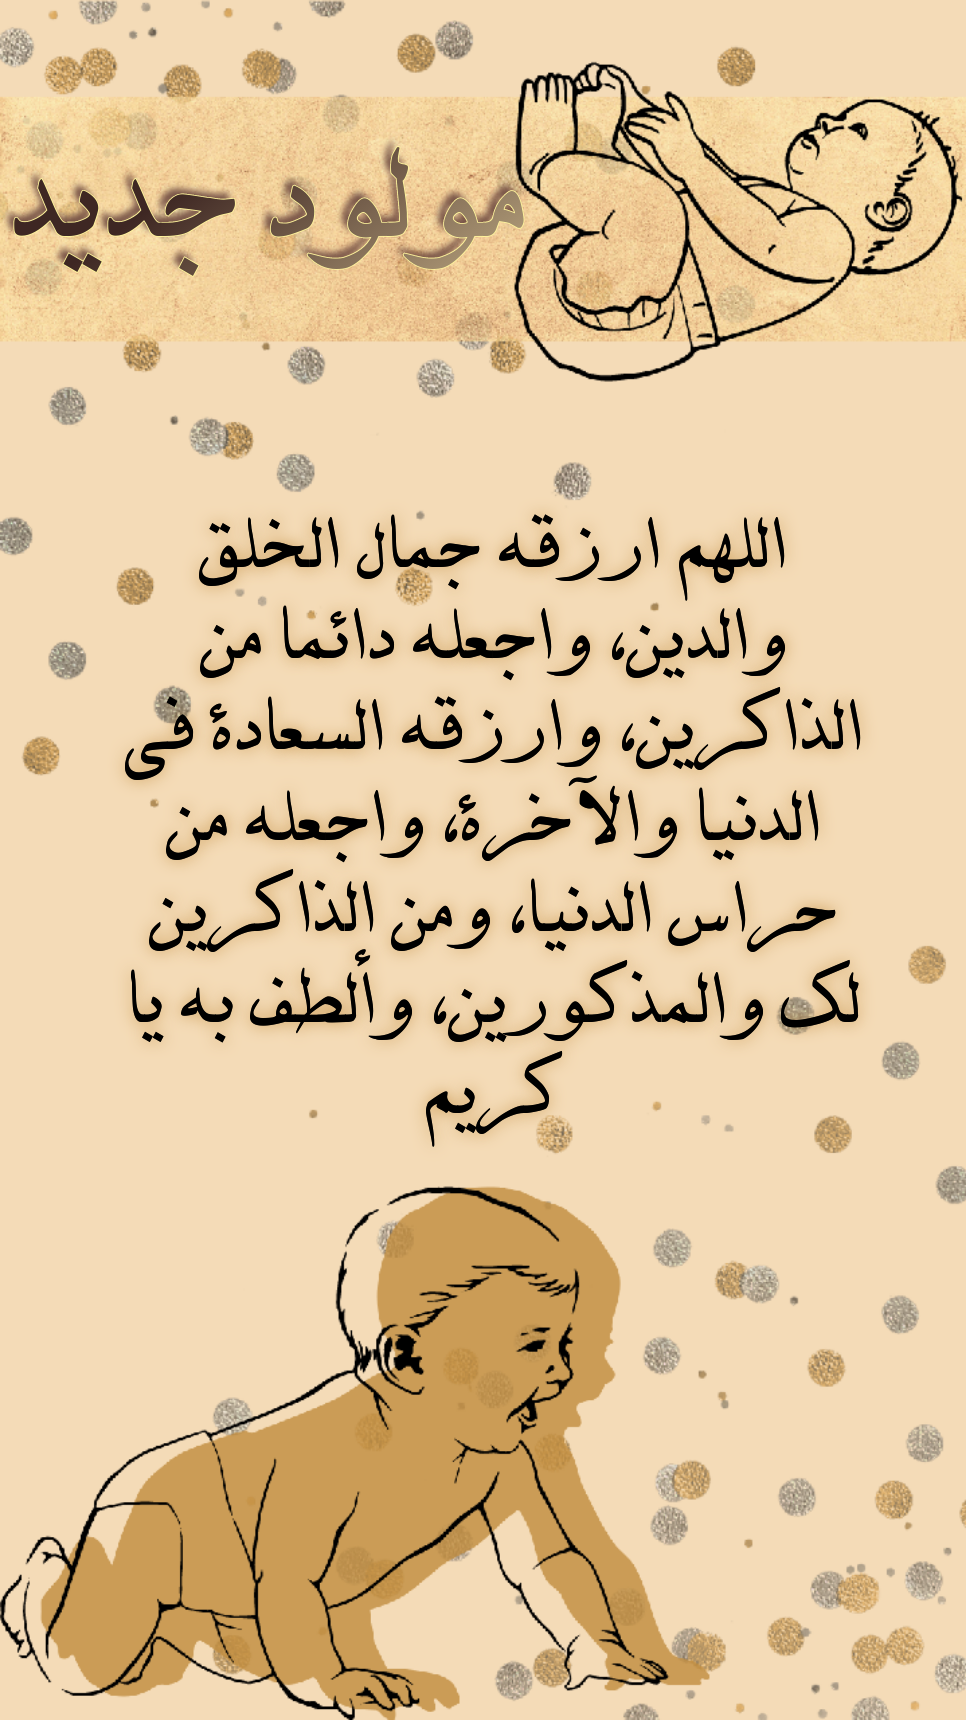 مولود جديد
اللهم ارزقه جمال الخلق
والدين، واجعله دائما من
الذاكرين، وارزقه السعادة في
الدنيا والآخرة، واجعله من
حراس الدنيا، ومن الذاكرين
لك والمذكورين، وألطف به يا
كريم